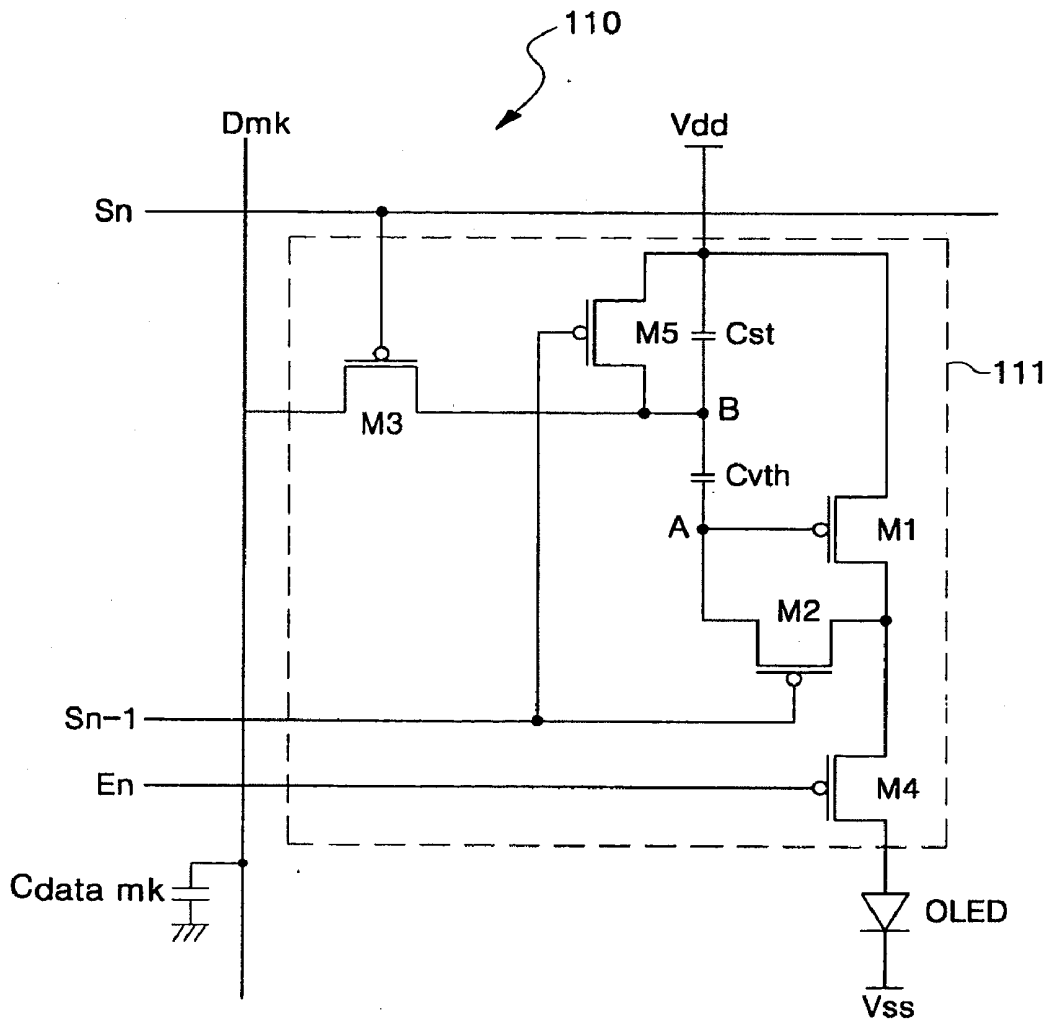 110
Dmk
Vdd
Sn
M5
Cst
111
M3
B
Cvth
A
M1
M2
Sn-1
En
M4
Cdata mk
OLED
Vss